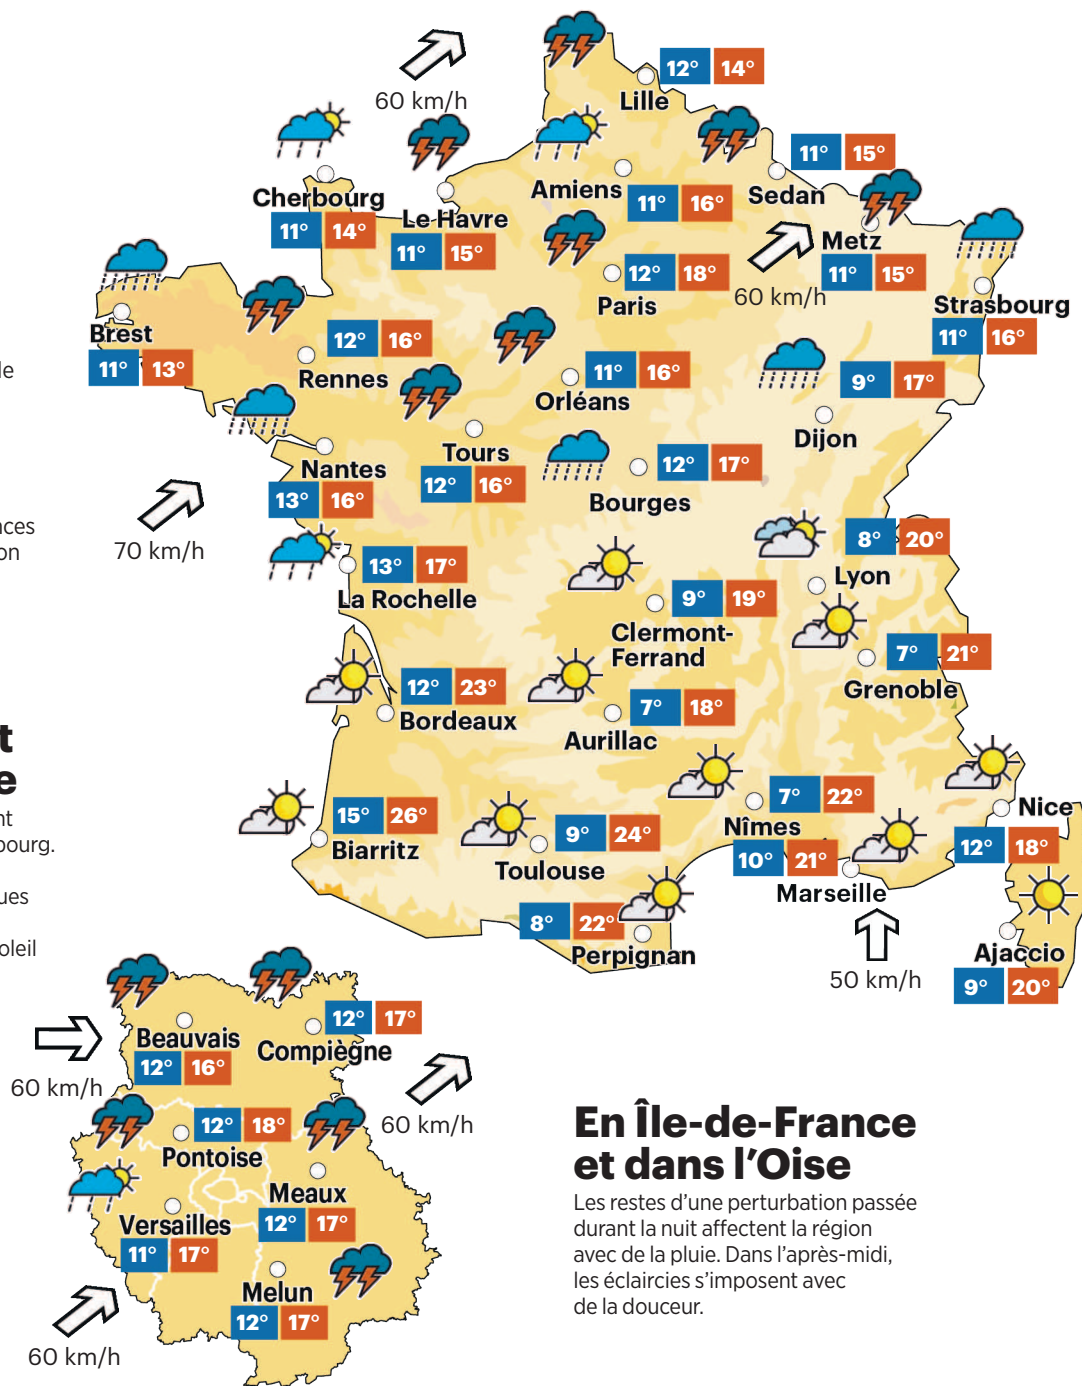 60 km/h
12° 14°
Lille
11° 15°
Sedan
Cherbourg
11° 14°
Le Havre
11° 15°
Amiens
11° 16°
Metz
11° 15°
60 km/h
12° 18°
Paris
Strasbourg
11° 16°
Brest
11° 13°
12° 16°
Rennes
11° 16°
Orléans
9° 17°
Dijon
de
Tours
12° 16°
Nantes
13° 16°
12° 17°
Bourges
70 km/h
nces
on
8° 20°
Lyon
13° 17°
La Rochelle
9° 19°
Clermont-
Ferrand
7° 21°
Grenoble
12° 23°
Bordeaux
7° 18°
Aurillac
t
e
nt
bourg.
ues
oleil
15° 26°
Biarritz
9° 24°
Toulouse
7° 22°
Nîmes
10° 21°
Marseille
Nice
12° 18°
8° 22°
Perpignan
50 km/h
Ajaccio
9° 20°
60 km/h
Beauvais
12° 16°
12° 17°
Compiègne
60 km/h
12° 18°
Pontoise
Meaux
12° 17°
Versailles
11° 17°
Melun
12° 17°
60 km/h
En Île-de-France
et dans l’Oise
Les restes d’une perturbation passée
durant la nuit affectent la région
avec de la pluie. Dans l’après-midi,
les éclaircies s’imposent avec
de la douceur.